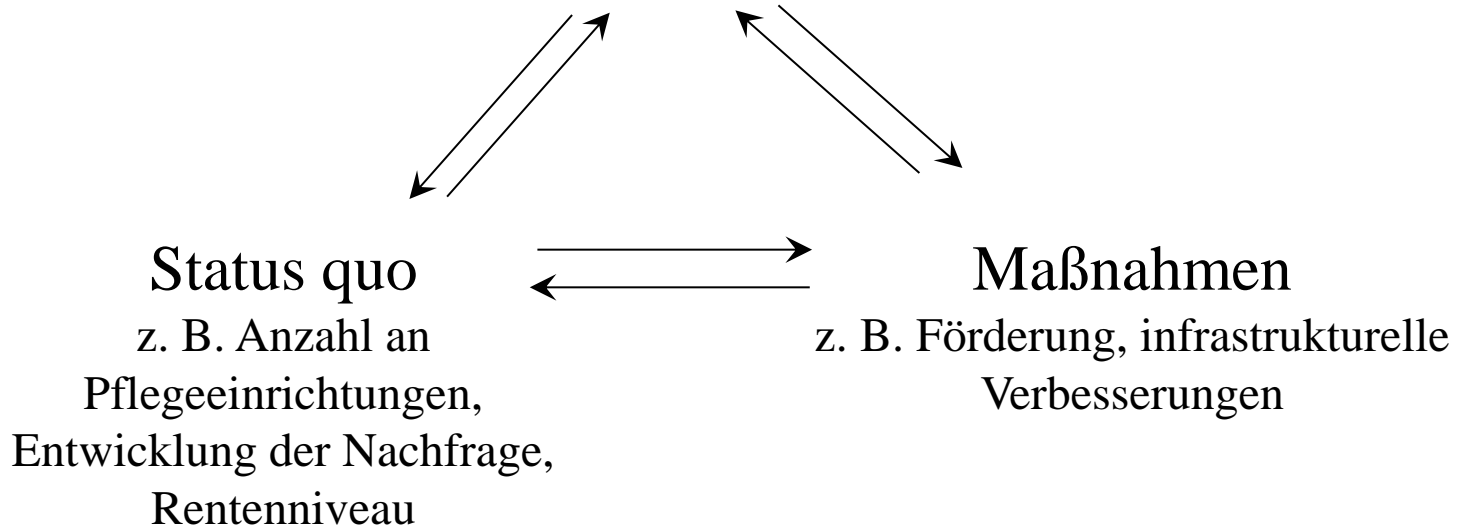 Status quo
z. B. Anzahl an
Pflegeeinrichtungen,
Entwicklung der Nachfrage,
Rentenniveau
Maßnahmen
z. B. Förderung, infrastrukturelle
Verbesserungen